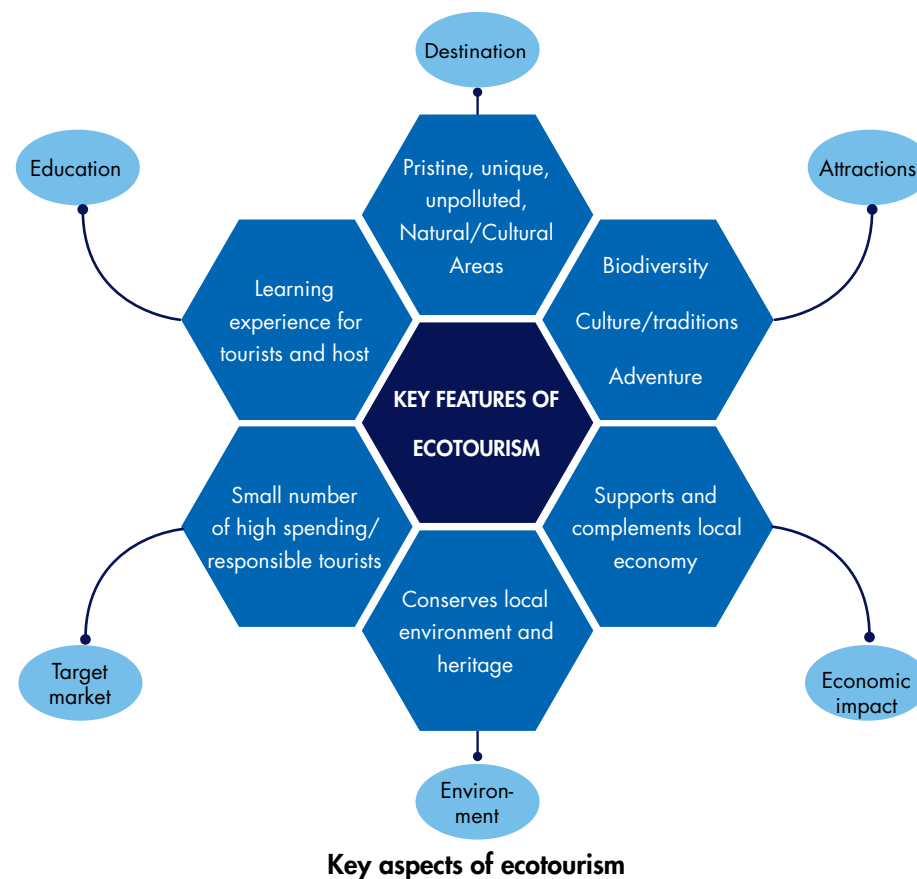 Destination
Pristine, unique,
unpolluted,
Natural/Cultural
Areas
Attractions
Biodiversity
Culture/traditions
Adventure
Education
Learning
experience for
tourists and host
KEY FEATURES OF
ECOTOURISM
Small number
of high spending/
responsible tourists
Target
market
Supports and
complements local
economy
Economic
impact
Conserves local
environment and
heritage
Environ-
ment
Key aspects of ecotourism